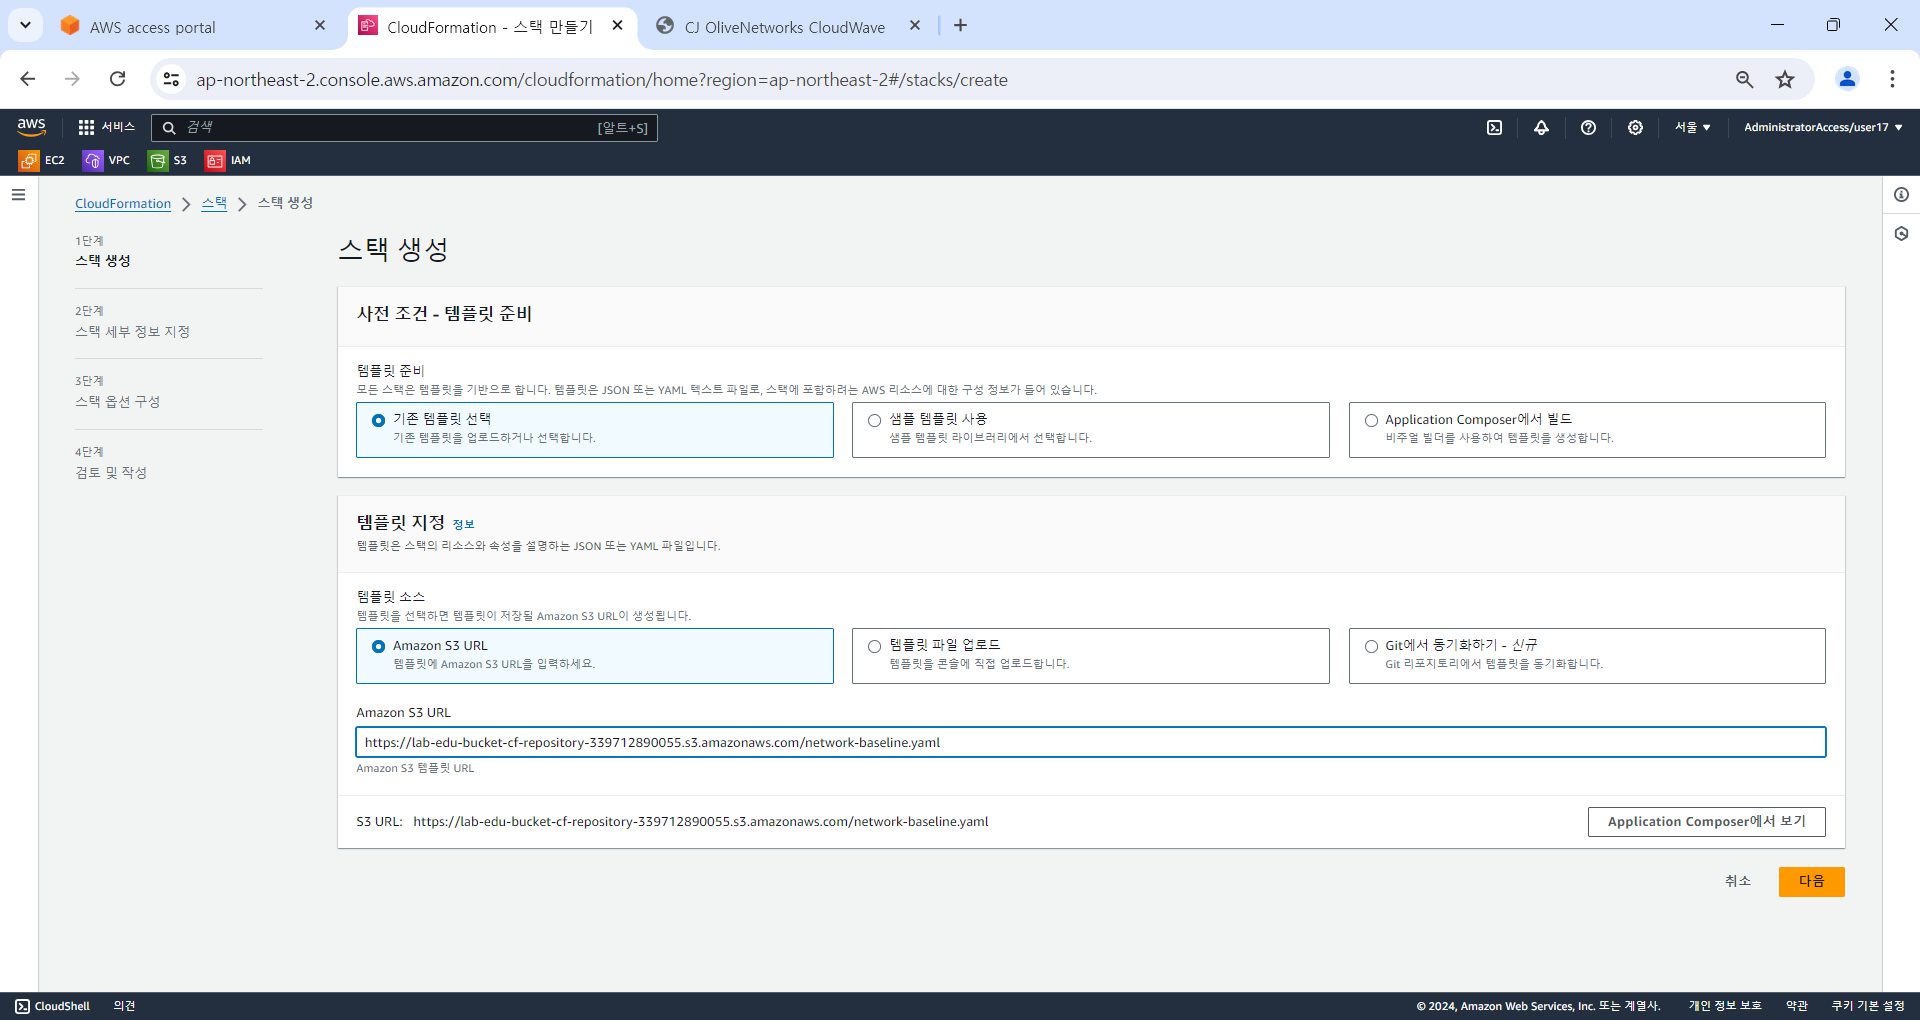 AWS access portal
CloudFormation - 스택 만들기
CJ OliveNetworks CloudWave
ap-northeast-2.console.aws.amazon.com/cloudformation/home?region=ap-northeast-2#/stacks/create
aws
서비스
검색
[알트+S]
서울 ▼
AdministratorAccess/user17 ▼
EC2
VPC
S3
IAM
CloudFormation
스택
스택 생성
1단계
스택 생성
2단계
스택 세부 정보 지정
3단계
스택 옵션 구성
4단계
검토 및 작성
스택 생성
사전 조건 - 템플릿 준비
템플릿 준비
모든 스택은 템플릿을 기반으로 합니다. 템플릿은 JSON 또는 YAML 텍스트 파일로, 스택에 포함하려는 AWS 리소스에 대한 구성 정보가 들어 있습니다.
기존 템플릿 선택
기존 템플릿을 업로드하거나 선택합니다.
샘플 템플릿 사용
샘플 템플릿 라이브러리에서 선택합니다.
Application Composer에서 빌드
비주얼 빌더를 사용하여 템플릿을 생성합니다.
템플릿 지정 정보
템플릿은 스택의 리소스와 속성을 설명하는 JSON 또는 YAML 파일입니다.
템플릿 소스
템플릿을 선택하면 템플릿이 저장될 Amazon S3 URL이 생성됩니다.
Amazon S3 URL
템플릿에 Amazon S3 URL을 입력하세요.
템플릿 파일 업로드
템플릿을 콘솔에 직접 업로드합니다.
Git에서 동기화하기 - 신규
Git 리포지토리에서 템플릿을 동기화합니다.
Amazon S3 URL
https://lab-edu-bucket-cf-repository-339712890055.s3.amazonaws.com/network-baseline.yaml
Amazon S3 템플릿 URL
S3 URL: https://lab-edu-bucket-cf-repository-339712890055.s3.amazonaws.com/network-baseline.yaml
Application Composer에서 보기
취소
다음
CloudShell
의견
© 2024, Amazon Web Services, Inc. 또는 계열사.
개인 정보 보호
약관
쿠키 기본 설정